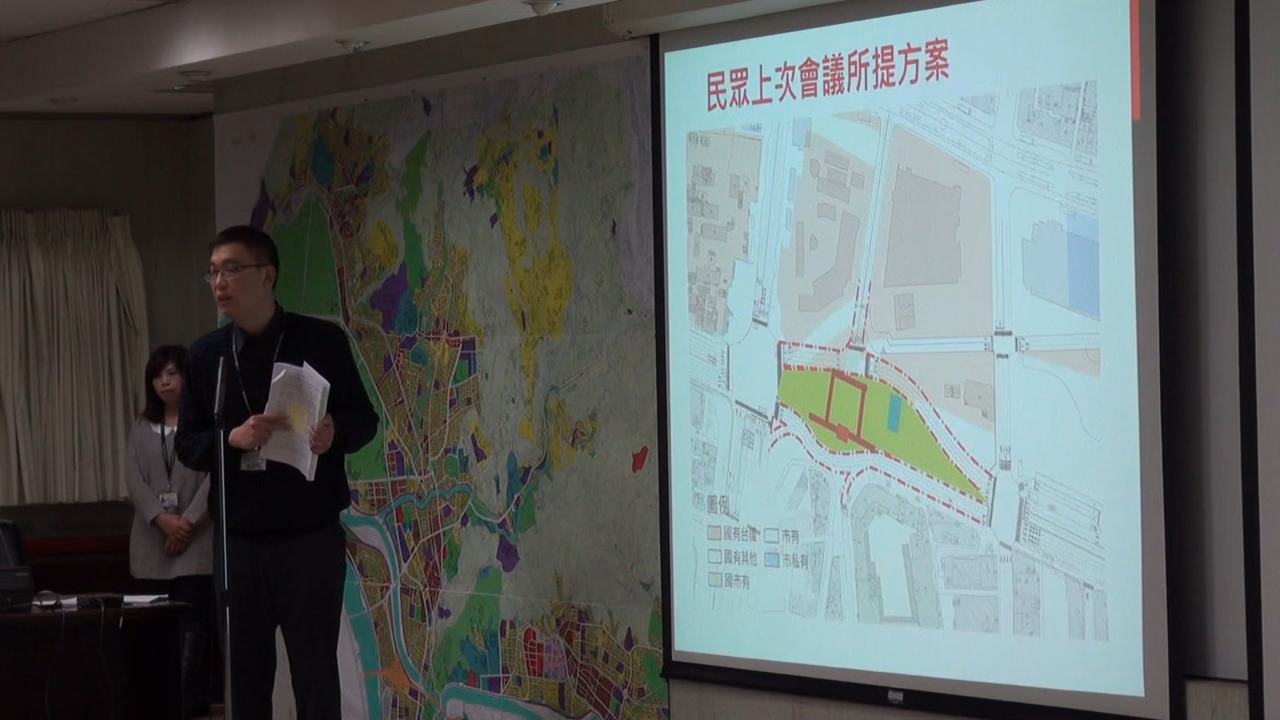 民眾上次會議所提方案
圖例
國有台鐵 市有
國有其他 市私有
國市有